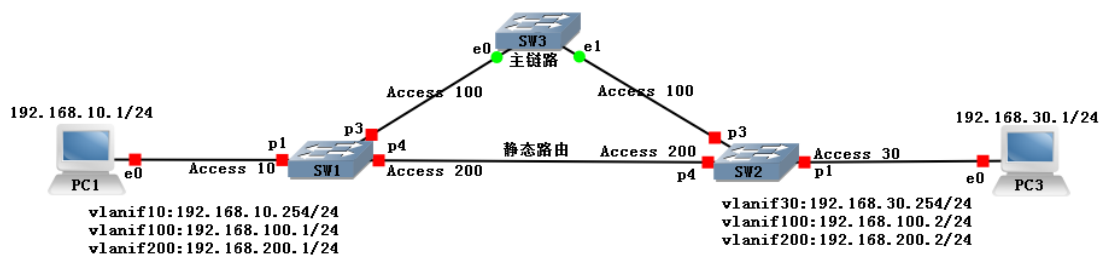 SW3
e0
e1
主链路
Access 100
Access 100
192.168.10.1/24
192.168.30.1/24
p3
p3
p1
p4
静态路由
Access 200
Access 30
e0
Access 10
SW1
Access 200
p4
SW2
p1
e0
PC1
PC3
vlanif10:192.168.10.254/24
vlanif100:192.168.100.1/24
vlanif200:192.168.200.1/24
vlanif30:192.168.30.254/24
vlanif100:192.168.100.2/24
vlanif200:192.168.200.2/24